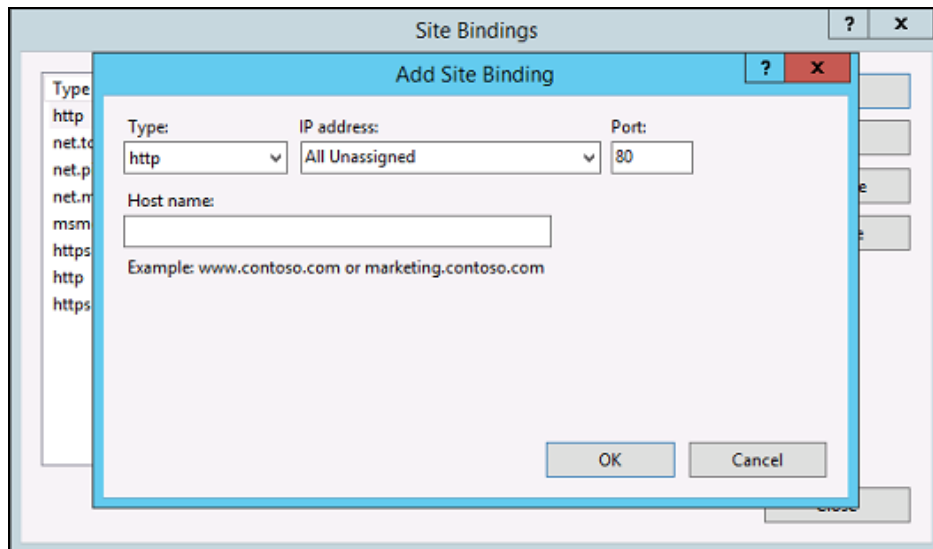 Site Bindings
? x
Add Site Binding
? x
Type
http
net.tc
net.p
net.m
msm
https
http
https
Type: IP address: Port:
http All Unassigned 80
Host name:
Example: www.contoso.com or marketing.contoso.com
OK Cancel
e